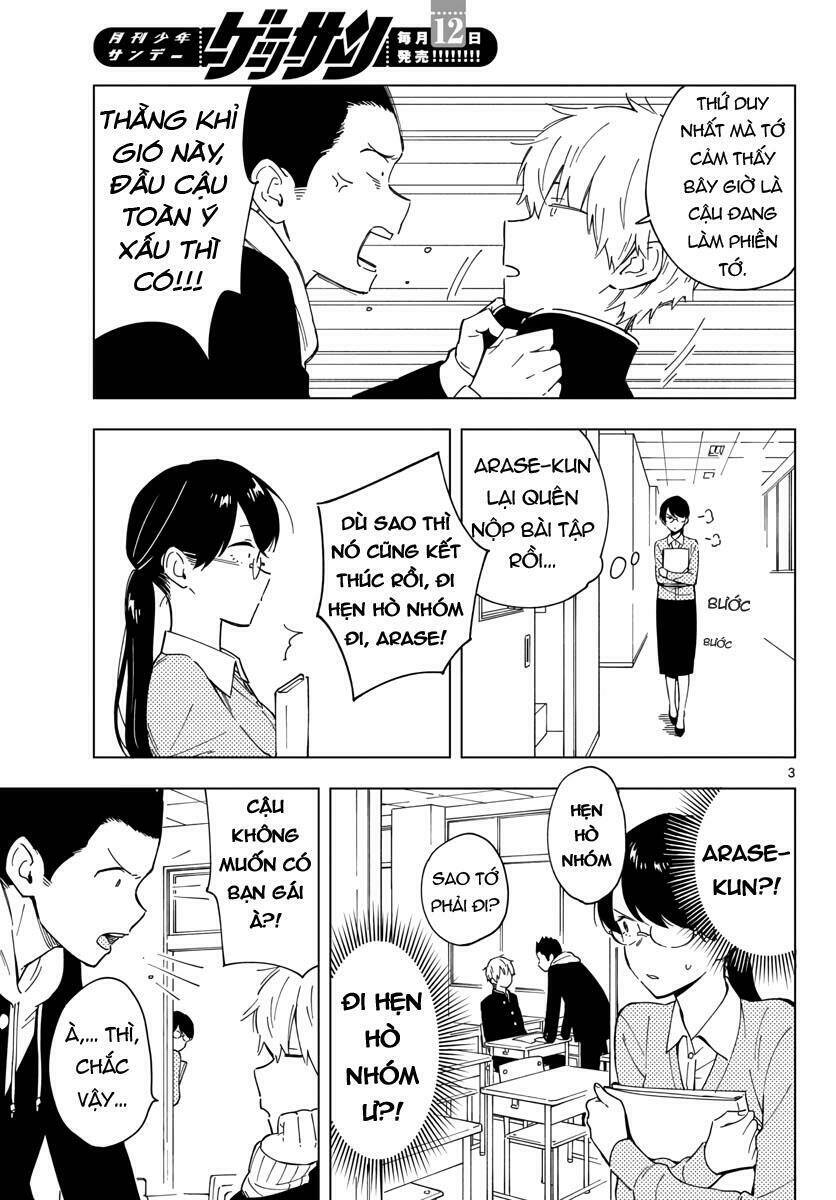 月刊少年
サンデー
ゲッサン
毎月12日
発売!!!!!!!!
THỨ DUY
NHẤT MÀ TỚ
CẢM THẤY
BÂY GIỜ LÀ
CẬU ĐANG
LÀM PHIỀN
TỚ.
THẰNG KHỈ
GIÓ NÀY,
ĐẦU CẬU
TOÀN Ý
XẤU THÌ
CÓ!!!
ARASE-KUN
LẠI QUÊN
NỘP BÀI TẬP
RỒI...
BƯỚC
BƯỚC
DÙ SAO THÌ
NÓ CŨNG KẾT
THÚC RỒI, ĐI
HẸN HÒ NHÓM
ĐI, ARASE!
3
ARASE-
KUN?!
HẸN
HÒ
NHÓM
SAO TỚ
PHẢI ĐI?
ĐI HẸN
HÒ
NHÓM
Ư?!
CẬU
KHÔNG
MUỐN CÓ
BẠN GÁI
À?!
À,... THÌ,
CHẮC
VẬY...